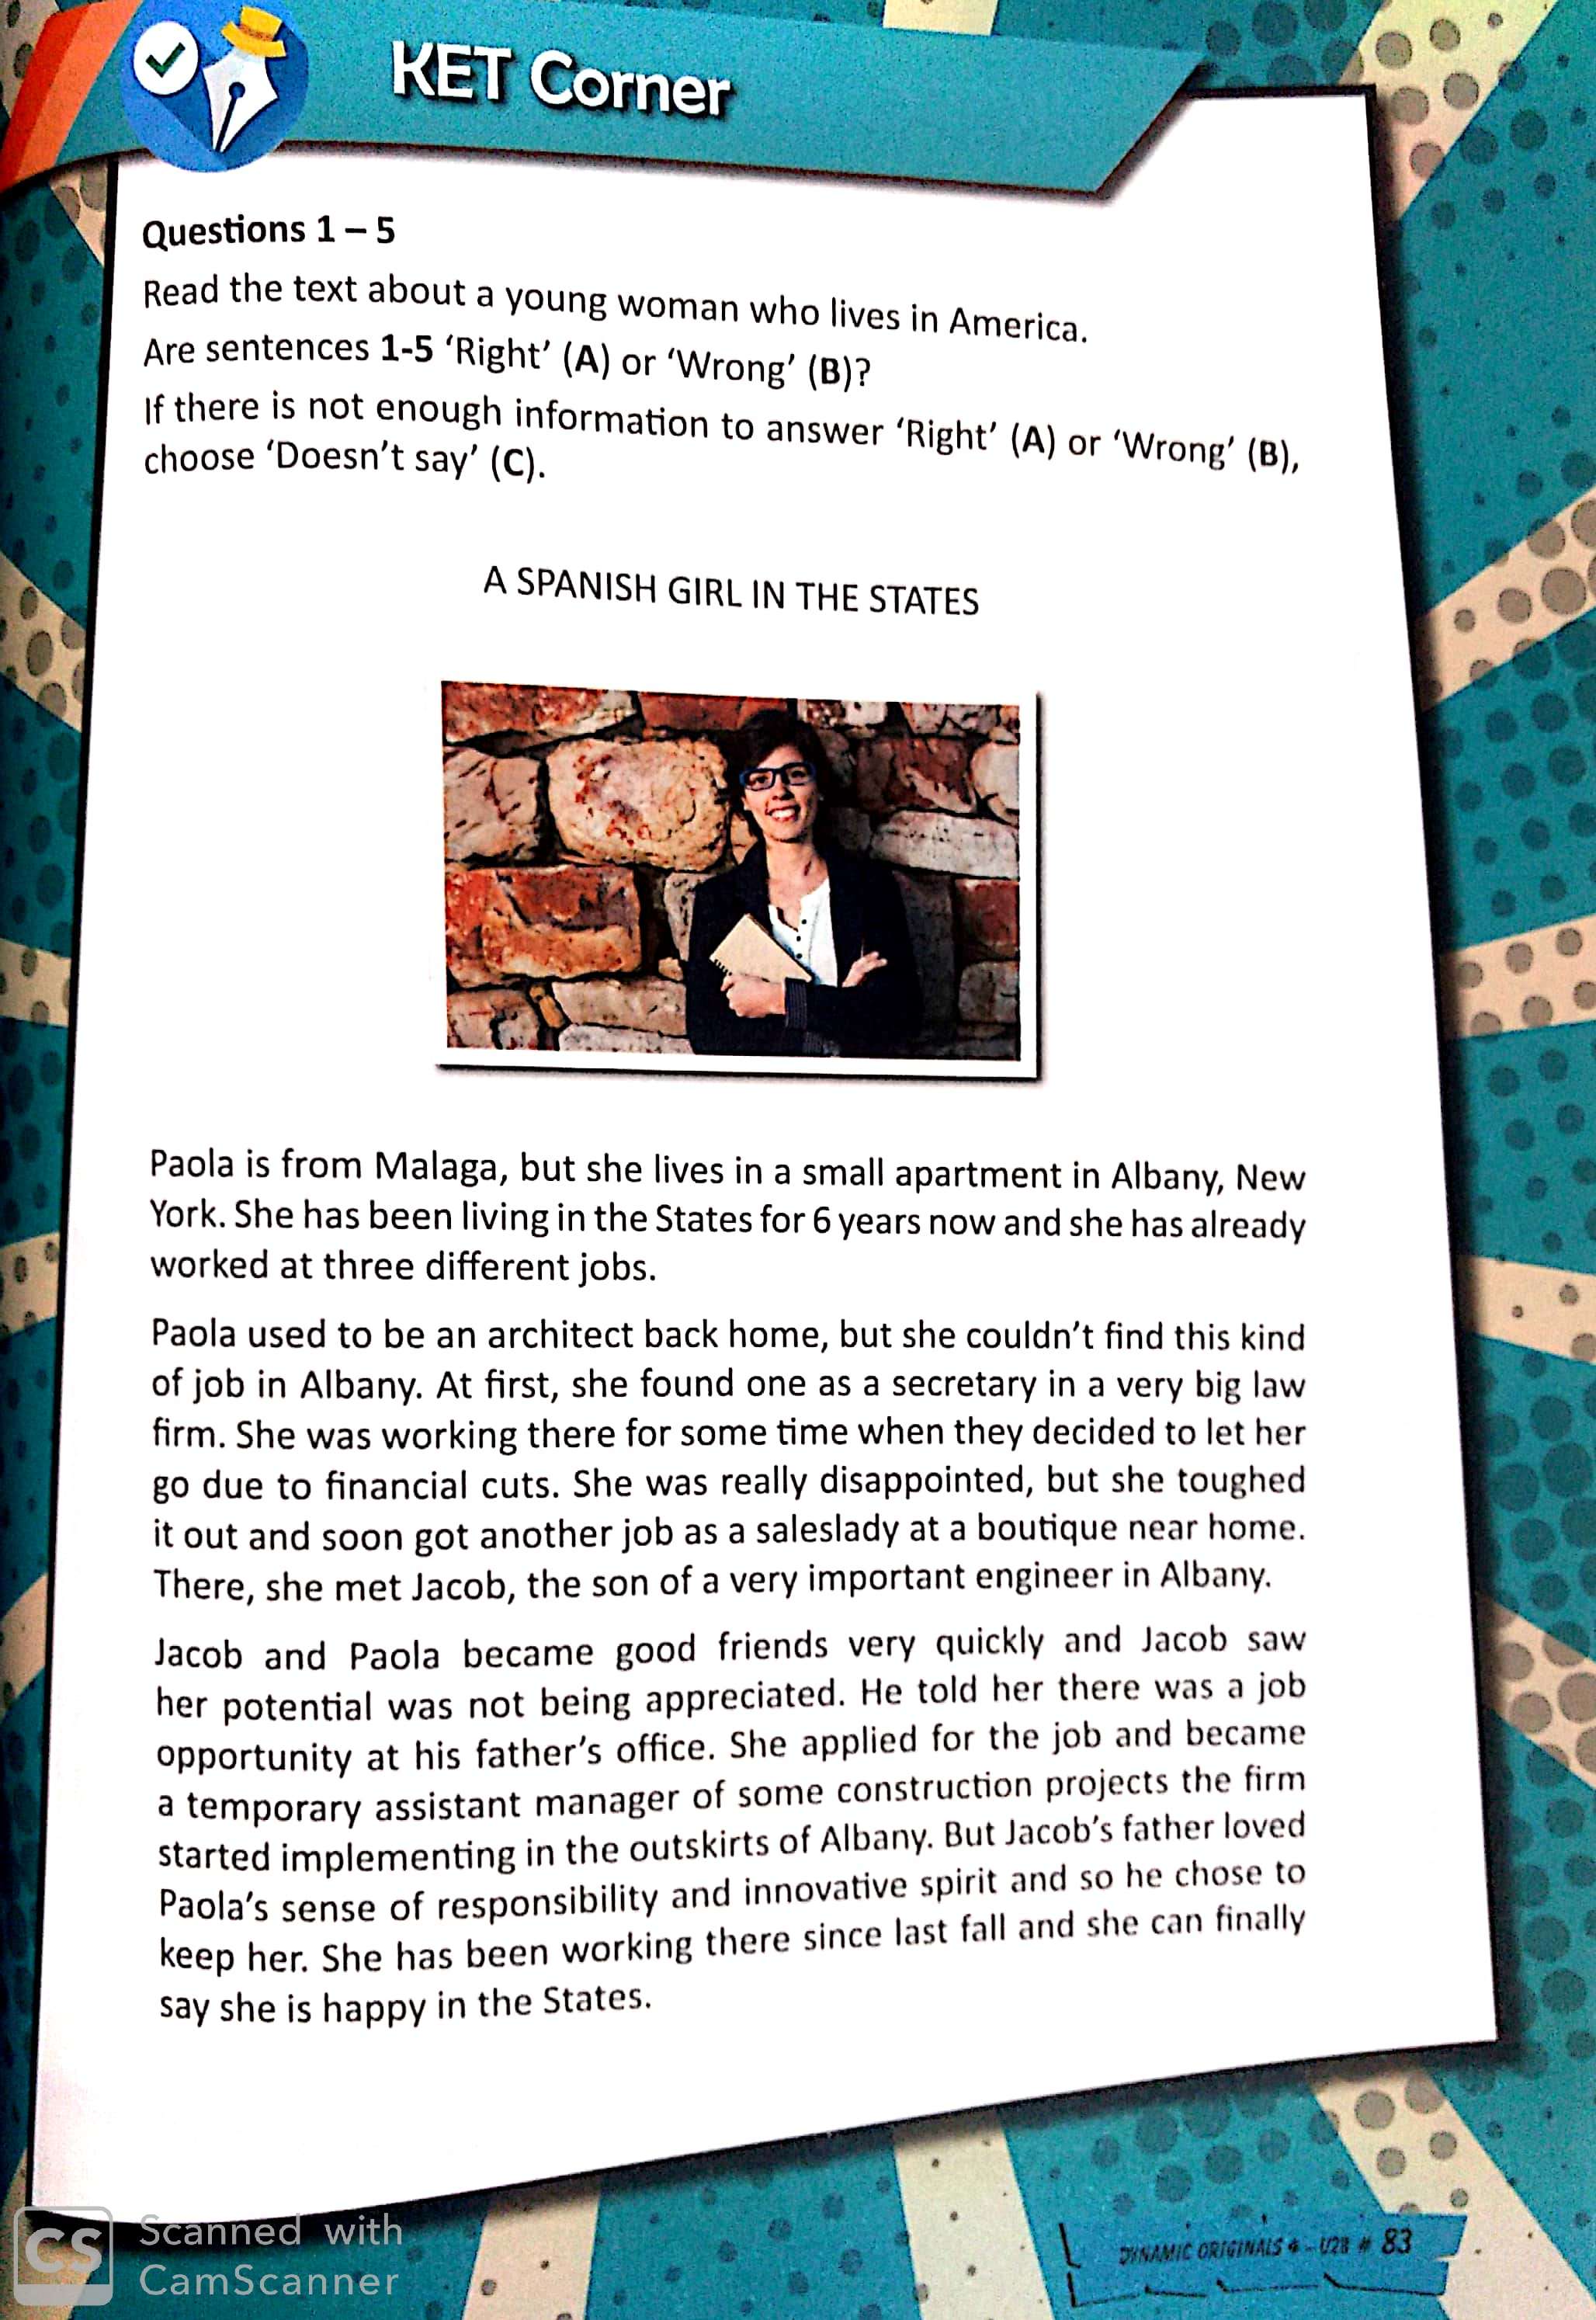 KET Corner
Questions 1 – 5
Read the text about a young woman who lives in America.
Are sentences 1-5 ‘Right’ (A) or ‘Wrong’ (B)?
If there is not enough information to answer ‘Right’ (A) or ‘Wrong’ (B),
choose ‘Doesn’t say’ (C).
A SPANISH GIRL IN THE STATES
Paola is from Malaga, but she lives in a small apartment in Albany, New
York. She has been living in the States for 6 years now and she has already
worked at three different jobs.
Paola used to be an architect back home, but she couldn’t find this kind
of job in Albany. At first, she found one as a secretary in a very big law
firm. She was working there for some time when they decided to let her
go due to financial cuts. She was really disappointed, but she toughed
it out and soon got another job as a saleslady at a boutique near home.
There, she met Jacob, the son of a very important engineer in Albany.
Jacob and Paola became good friends very quickly and Jacob saw
her potential was not being appreciated. He told her there was a job
opportunity at his father’s office. She applied for the job and became
a temporary assistant manager of some construction projects the firm
started implementing in the outskirts of Albany. But Jacob’s father loved
Paola’s sense of responsibility and innovative spirit and so he chose to
keep her. She has been working there since last fall and she can finally
say she is happy in the States.
DYNAMIC ORIGINALS 4 - U28 # 83
CS Scanned with
CamScanner